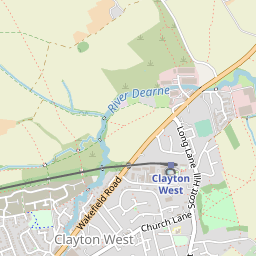 River Dearne
Long Lane
Clayton
West
Scott Hill
Wakefield Road
Church Lane
Clayton West